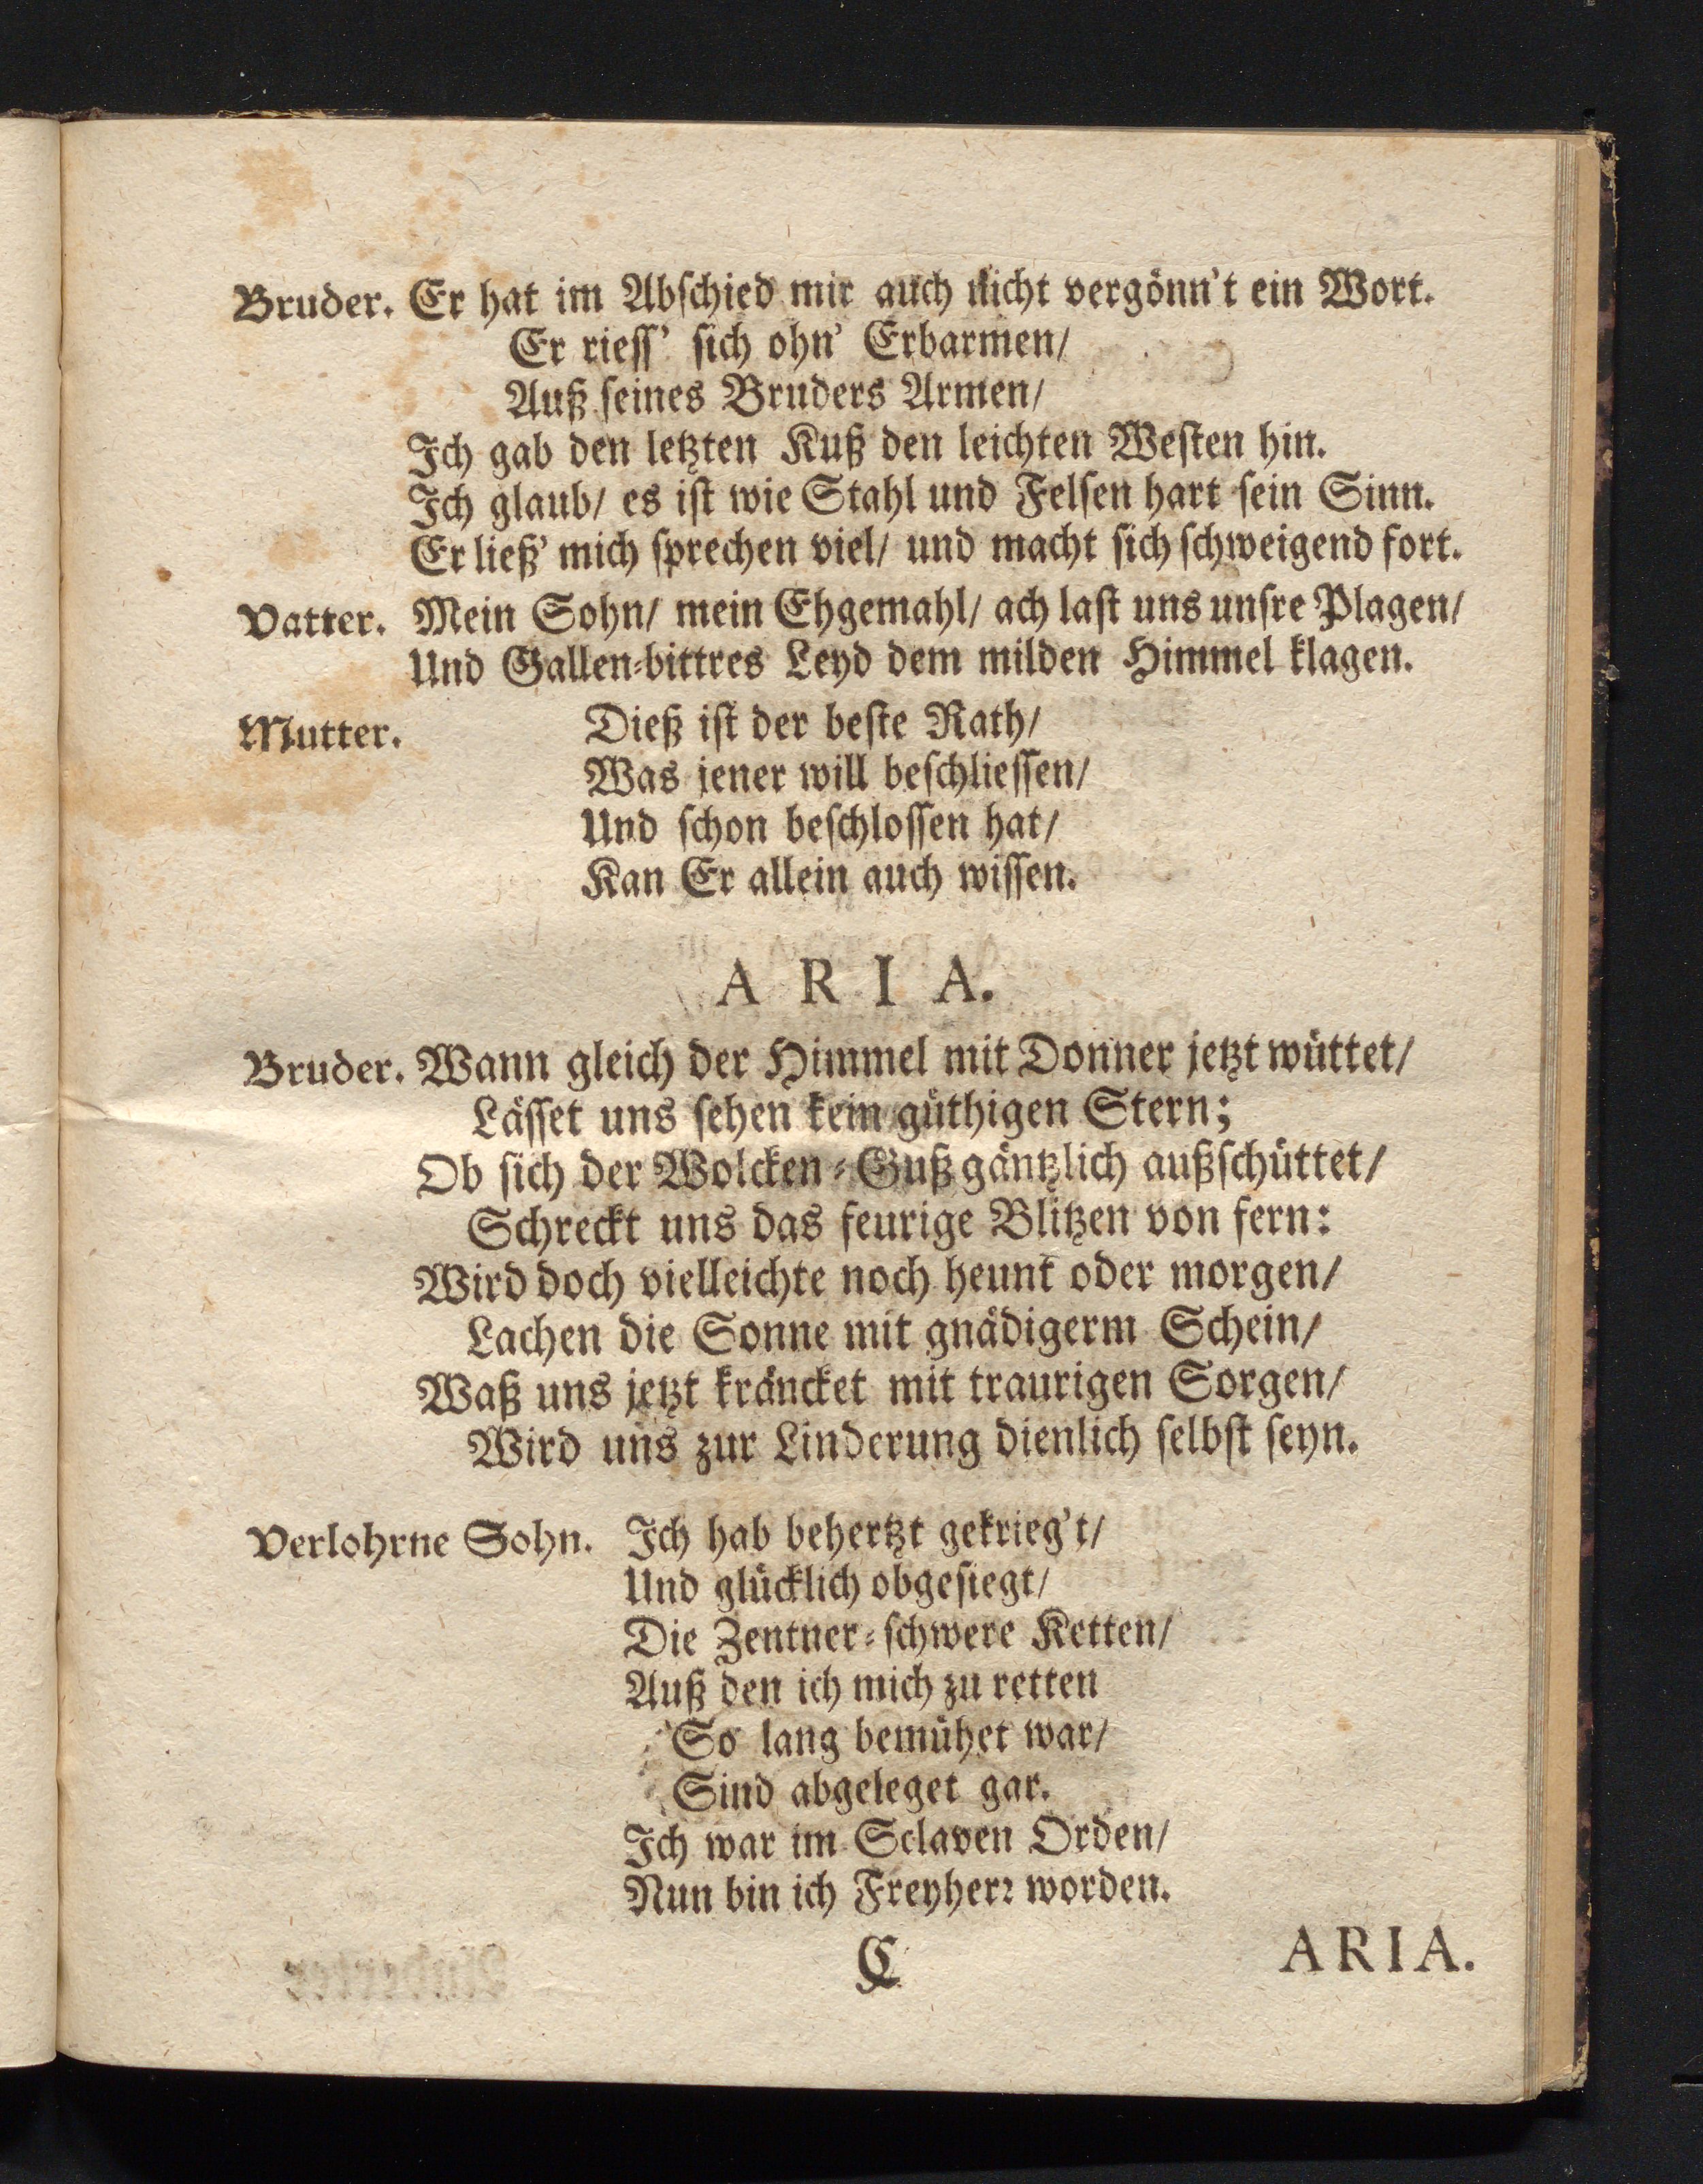 Bruder. Er hat im Abschied mir auch nicht vergönn't ein Wort.
Er riess' sich ohn' Erbarmen/
Auß seines Bruders Armen/
Ich gab den letzten Kuß den leichten Westen hin.
Ich glaub/ es ist wie Stahl und Felsen hart sein Sinn.
Er ließ' mich sprechen viel/ und macht sich schweigend fort.
Vatter. Mein Sohn/ mein Ehgemahl/ ach last uns unsre Plagen/
Und Gallen-bittres Leyd dem milden Himmel klagen.
Mutter. Dieß ist der beste Rath/
Was jener will beschliessen/
Und schon beschlossen hat/
Kan Er allein auch wissen.
ARIA.
Bruder. Wann gleich der Himmel mit Donner jetzt wüttet/
Lässet uns sehen kein güthigen Stern;
Ob sich der Wolcken-Guß gäntzlich außschüttet/
Schreckt uns das feurige Blitzen von fern:
Wird doch vielleichte noch heunt oder morgen/
Lachen die Sonne mit gnädigerm Schein/
Waß uns jetzt kräncket mit traurigen Sorgen/
Wird uns zur Linderung dienlich selbst seyn.
Verlohrne Sohn. Ich hab behertzt gekrieg't/
Und glücklich obgesiegt/
Die Zentner-schwere Ketten/
Auß den ich mich zu retten
So lang bemühet war/
Sind abgeleget gar.
Ich war im Sclaven Orden/
Nun bin ich Freyherr worden.
C ARIA.